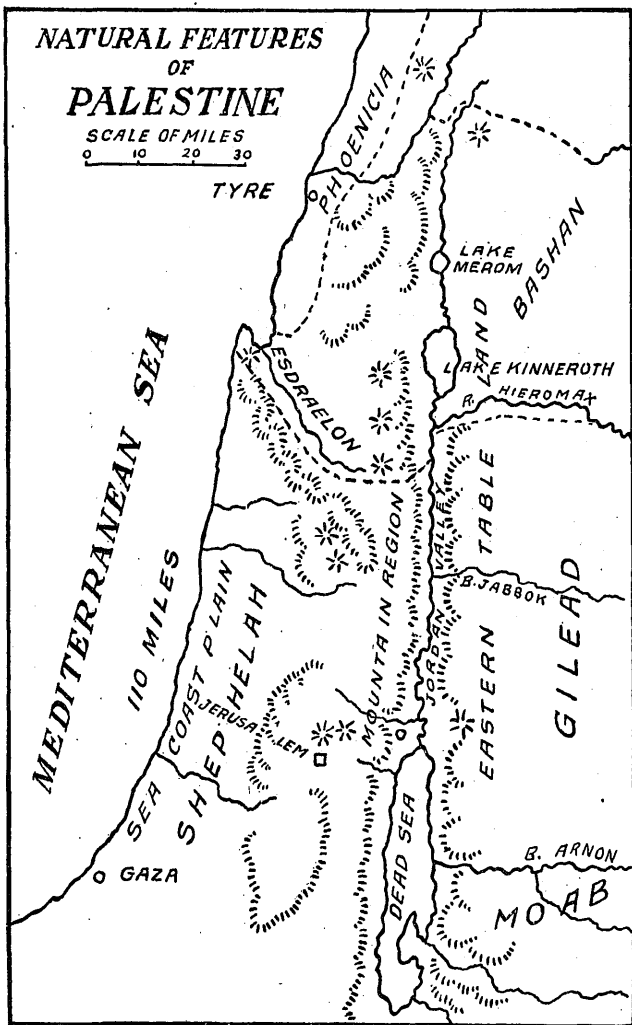 NATURAL FEATURES
OF
PALESTINE
SCALE OF MILES
0 10 20 30
TYRE
PHOENICIA
LAKE
MEROM
BASHAN
LAND
LAKE KINNEROTH
R. HIEROMAX
ESDRAELON
MEDITERRANEAN SEA
110 MILES
SEA COAST PLAIN
SHEPHELAH
MOUNTA IN REGION
JORDAN VALLEY
EASTERN TABLE
B. JABBOK
GILEAD
JERUSALEM
DEAD SEA
GAZA
B. ARNON
MOAB